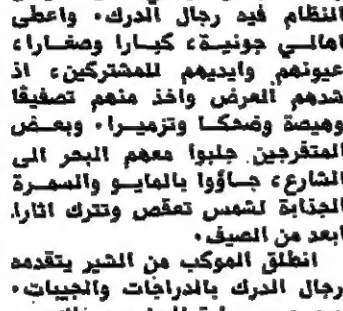 النظام فيه رجال الدرك. واعطى
اهالي جونية، كبارا وصغارا،
عيونهم وايديهم للمشتركين، اذ
شدهم العرض واخذ منهم تصفيقا
وهيصة وضحكا وتزميرا. وبعض
المتفرجين جلبوا معهم البحر الى
الشارع، جاؤوا بالمايو والسمرة
الجذابة لشمس تعقص وتترك اثارا
ابعد من الصيف.
انطلق الموكب من الشير يتقدمه
رجال الدرك بالدراجات والجيبات.